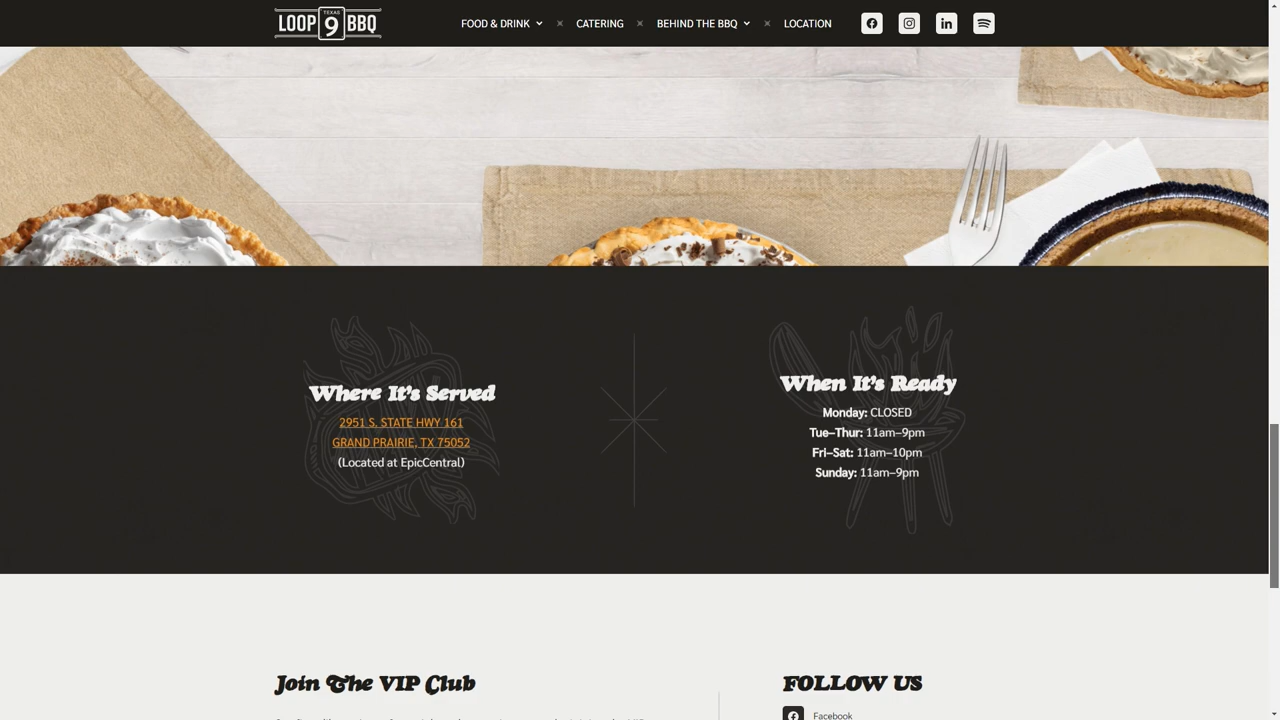 LOOP TEXAS 9 BBQ
FOOD & DRINK
CATERING
BEHIND THE BBQ
LOCATION
Where It's Served
2951 S. STATE HWY 161
GRAND PRAIRIE, TX 75052
(Located at EpicCentral)
When It's Ready
Monday: CLOSED
Tue–Thur: 11am–9pm
Fri–Sat: 11am–10pm
Sunday: 11am–9pm
Join The VIP Club
FOLLOW US
Facebook